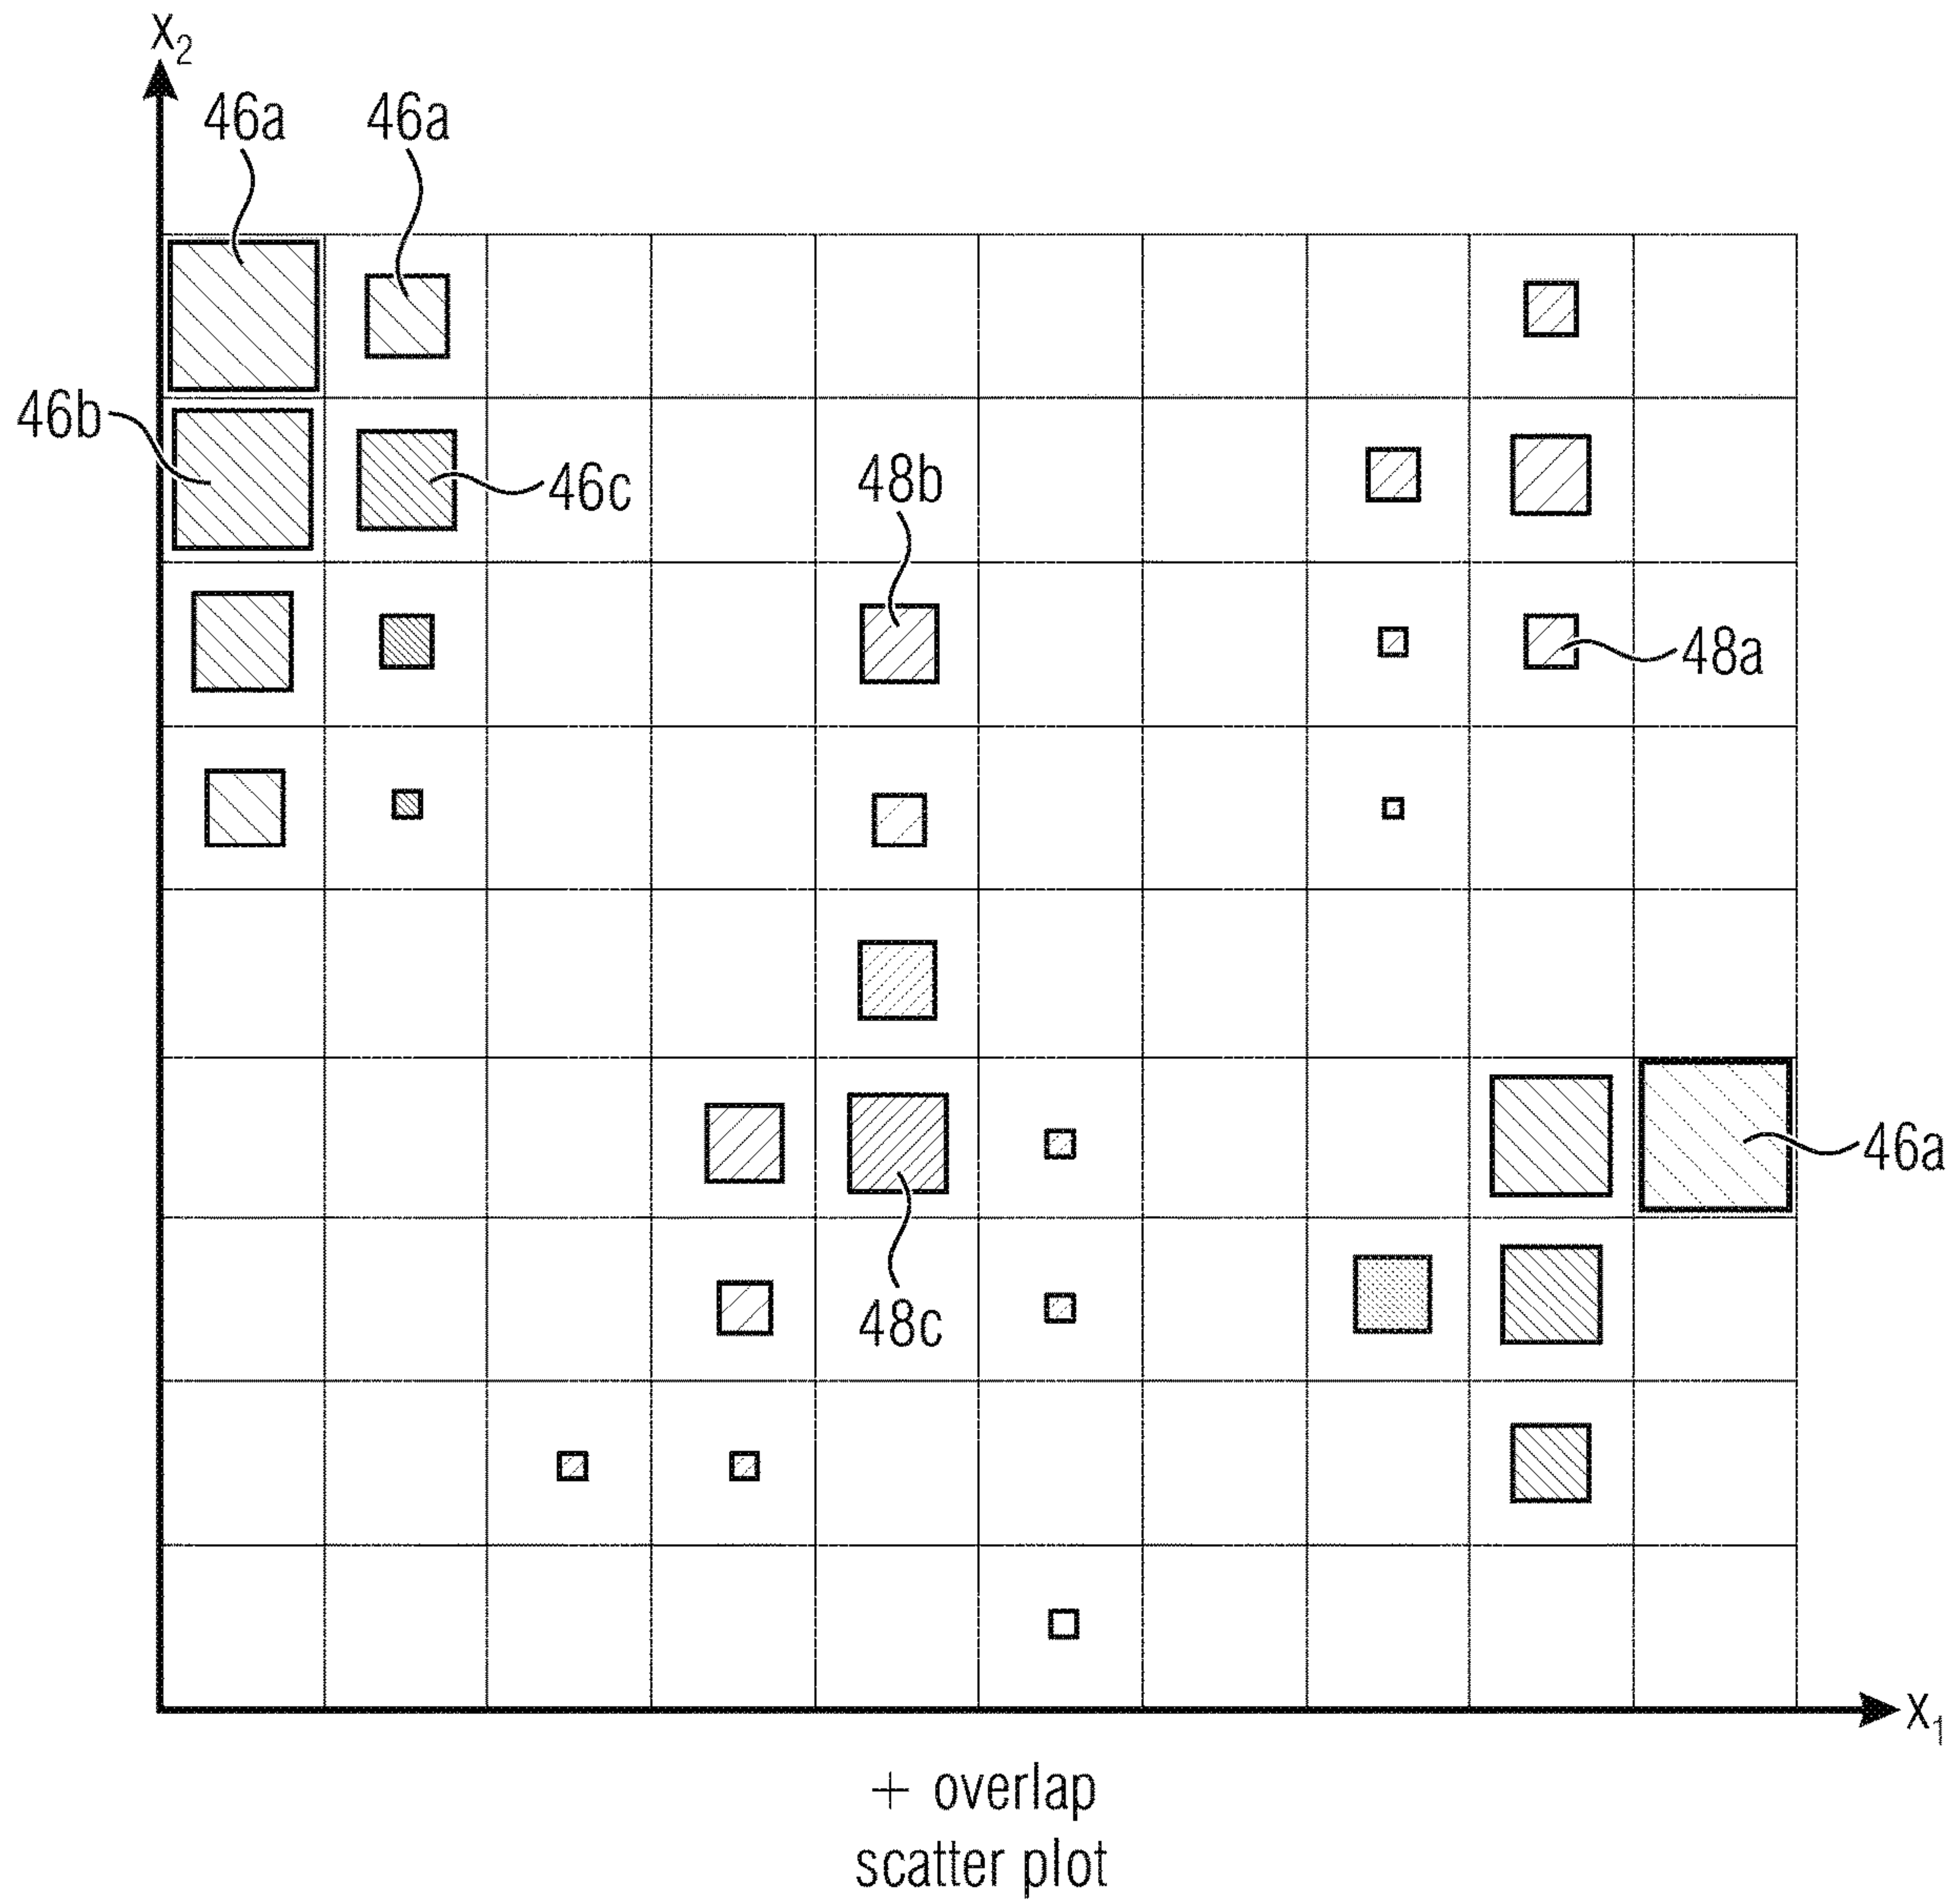 X2
46a 46a
46b
46c
48b
48a
46a
48c
X1
+ overlap
scatter plot